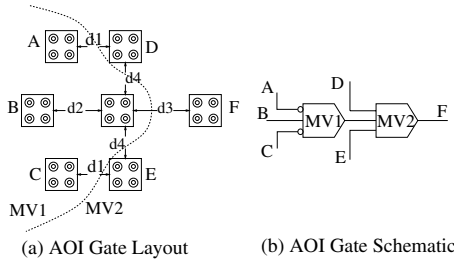 A d1 D
d4
B d2 d3 F
d4
C d1 E
MV1 MV2
(a) AOI Gate Layout
A D
B MV1 MV2 F
C E
(b) AOI Gate Schematic